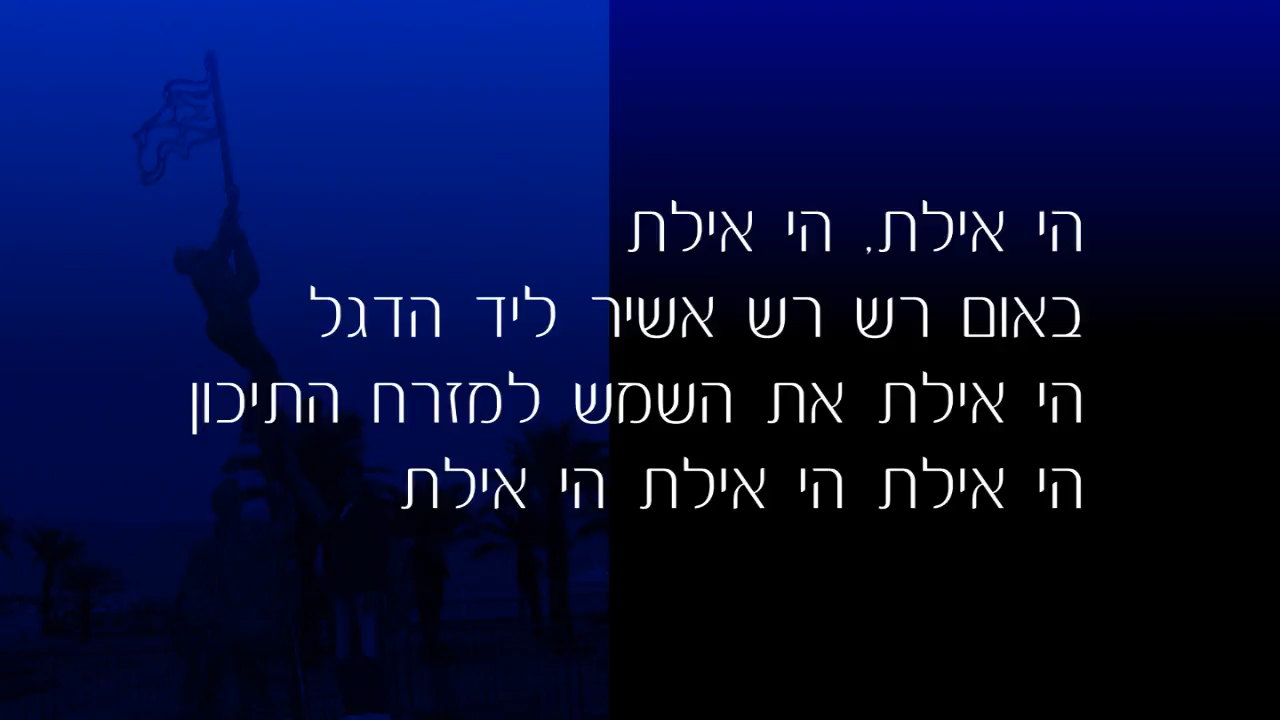 הי אילת, הי אילת
באום רש רש אשיר ליד הדגל
הי אילת את השמש למזרח התיכון
הי אילת הי אילת הי אילת